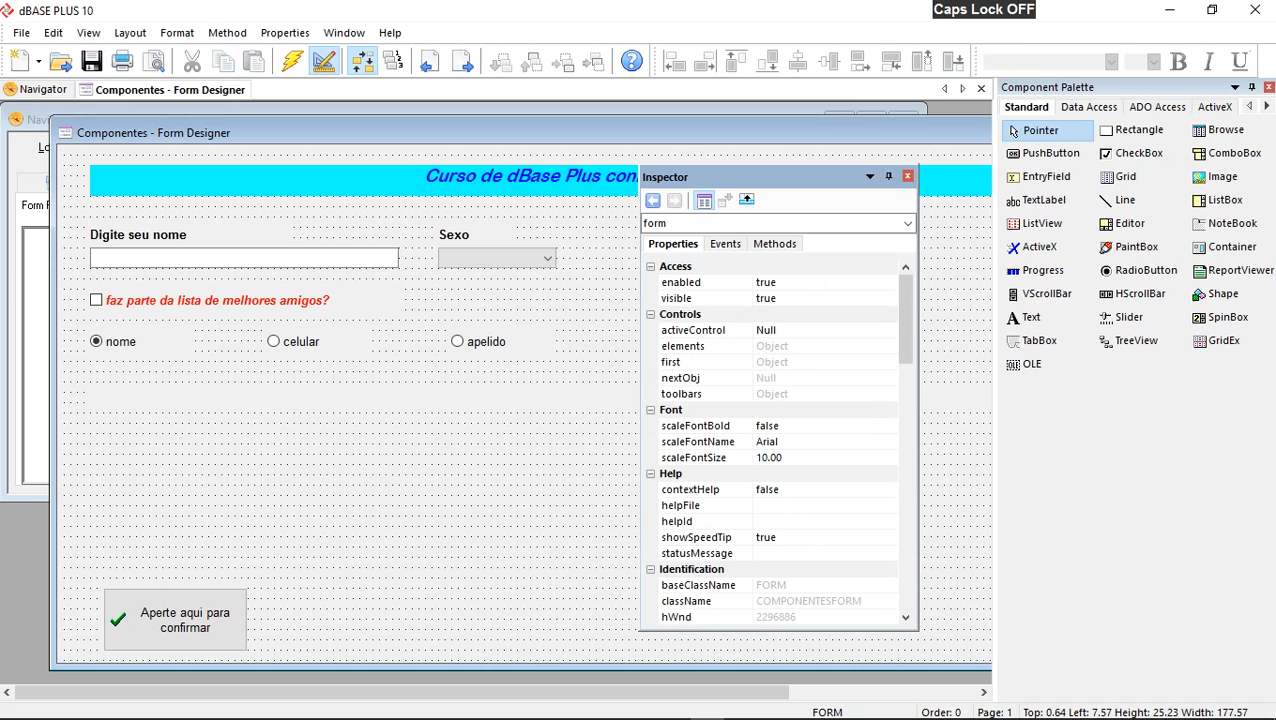 dBASE PLUS 10
Caps Lock OFF
File Edit View Layout Format Method Properties Window Help
B I U
Navigator Componentes - Form Designer
Component Palette
Standard Data Access ADO Access ActiveX
Componentes - Form Designer
Curso de dBase Plus con
Digite seu nome
Sexo
faz parte da lista de melhores amigos?
nome celular apelido
Aperte aqui para
confirmar
Inspector
form
Properties Events Methods
Access
enabled true
visible true
Controls
activeControl Null
elements Object
first Object
nextObj Null
toolbars Object
Font
scaleFontBold false
scaleFontName Arial
scaleFontSize 10.00
Help
contextHelp false
helpFile
helpId
showSpeedTip true
statusMessage
Identification
baseClassName FORM
className COMPONENTESFORM
hWnd 2296886
Pointer Rectangle Browse
PushButton CheckBox ComboBox
EntryField Grid Image
TextLabel Line ListBox
ListView Editor NoteBook
ActiveX PaintBox Container
Progress RadioButton ReportViewer
VScrollBar HScrollBar Shape
Text Slider SpinBox
TabBox TreeView GridEx
OLE
FORM Order: 0 Page: 1 Top: 0.64 Left: 7.57 Height: 25.23 Width: 177.57